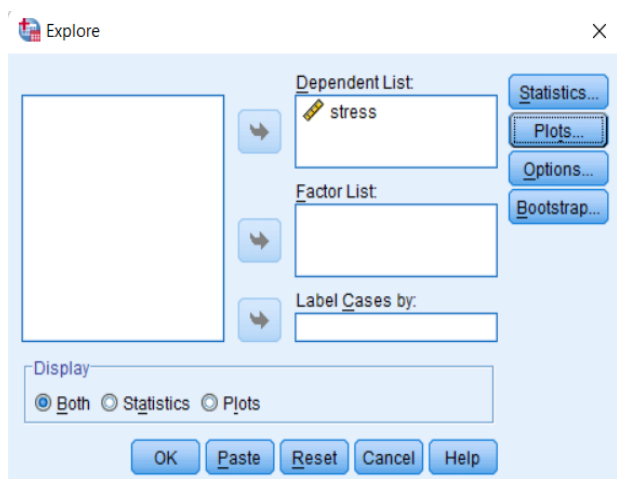 Explore
Dependent List:
stress
Factor List:
Label Cases by:
Statistics...
Plots...
Options...
Bootstrap...
Display
Both Statistics Plots
OK Paste Reset Cancel Help